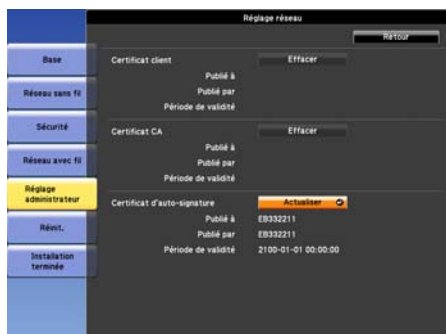 Réglage réseau
Retour
Base
Réseau sans fil
Sécurité
Réseau avec fil
Réglage
administrateur
Réinit.
Installation
terminée
Certificat client
Effacer
Publié à
Publié par
Période de validité
Certificat CA
Effacer
Publié à
Publié par
Période de validité
Certificat d'auto-signature
Actualiser
Publié à
EB332211
Publié par
EB332211
Période de validité
2100-01-01 00:00:00